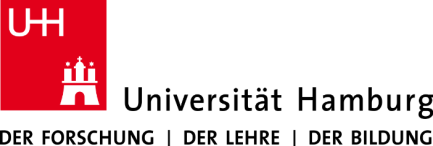 UHH
Universität Hamburg
DER FORSCHUNG | DER LEHRE | DER BILDUNG